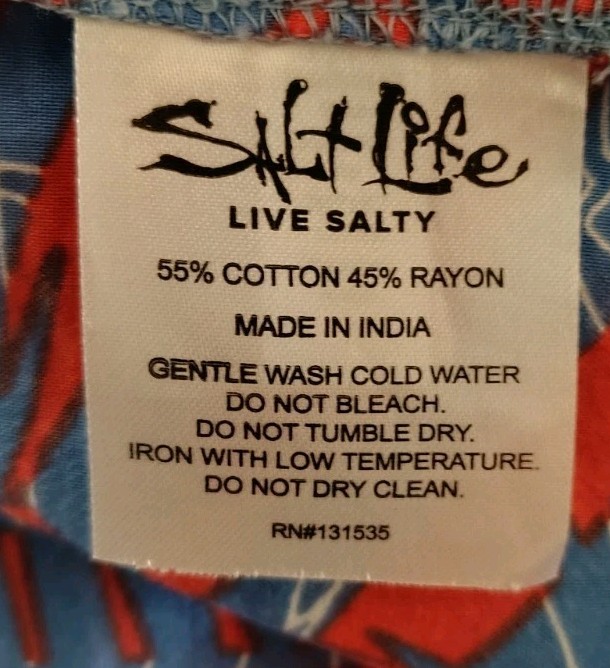 Salt Life
LIVE SALTY
55% COTTON 45% RAYON
MADE IN INDIA
GENTLE WASH COLD WATER
DO NOT BLEACH.
DO NOT TUMBLE DRY.
IRON WITH LOW TEMPERATURE.
DO NOT DRY CLEAN.
RN#131535